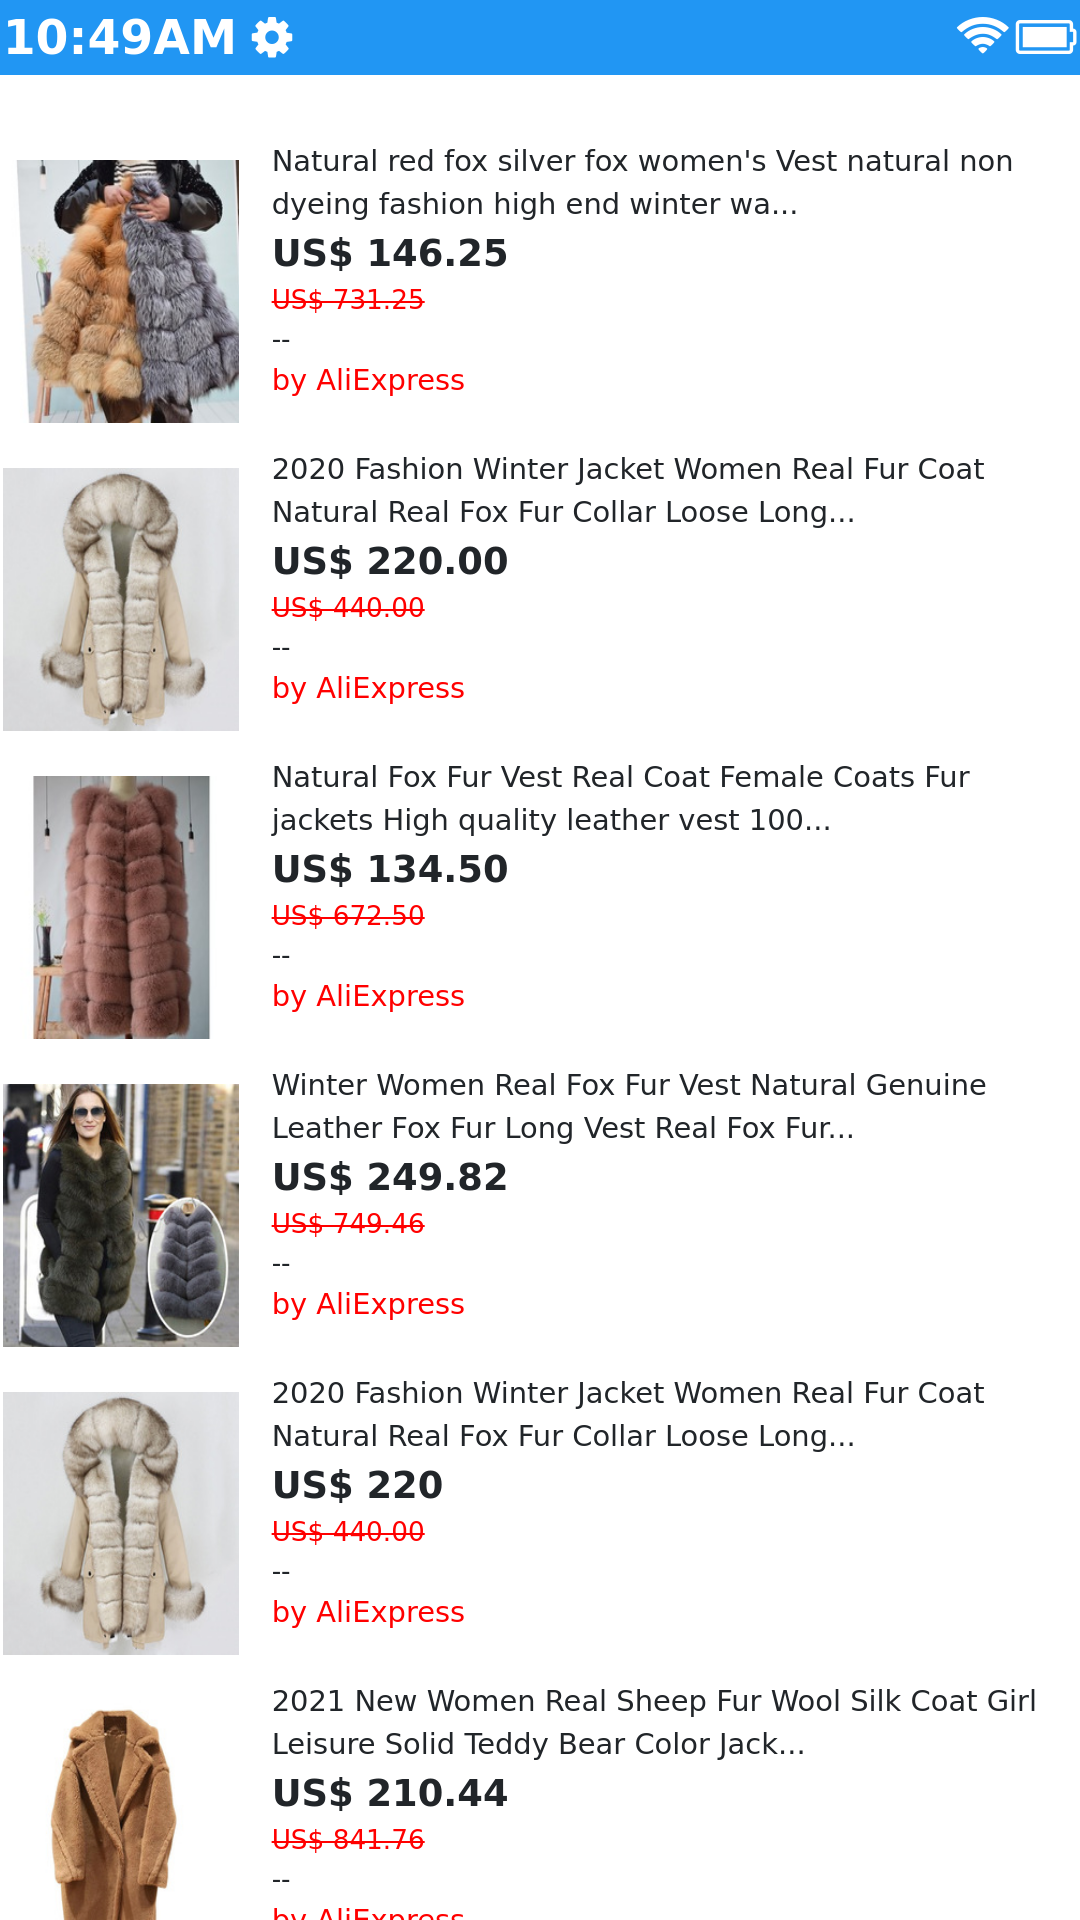 10:49AM
Natural red fox silver fox women's Vest natural non
dyeing fashion high end winter wa...
US$ 146.25
US$ 731.25
--
by AliExpress
2020 Fashion Winter Jacket Women Real Fur Coat
Natural Real Fox Fur Collar Loose Long...
US$ 220.00
US$ 440.00
--
by AliExpress
Natural Fox Fur Vest Real Coat Female Coats Fur
jackets High quality leather vest 100...
US$ 134.50
US$ 672.50
--
by AliExpress
Winter Women Real Fox Fur Vest Natural Genuine
Leather Fox Fur Long Vest Real Fox Fur...
US$ 249.82
US$ 749.46
--
by AliExpress
2020 Fashion Winter Jacket Women Real Fur Coat
Natural Real Fox Fur Collar Loose Long...
US$ 220
US$ 440.00
--
by AliExpress
2021 New Women Real Sheep Fur Wool Silk Coat Girl
Leisure Solid Teddy Bear Color Jack...
US$ 210.44
US$ 841.76
--
by AliExpress